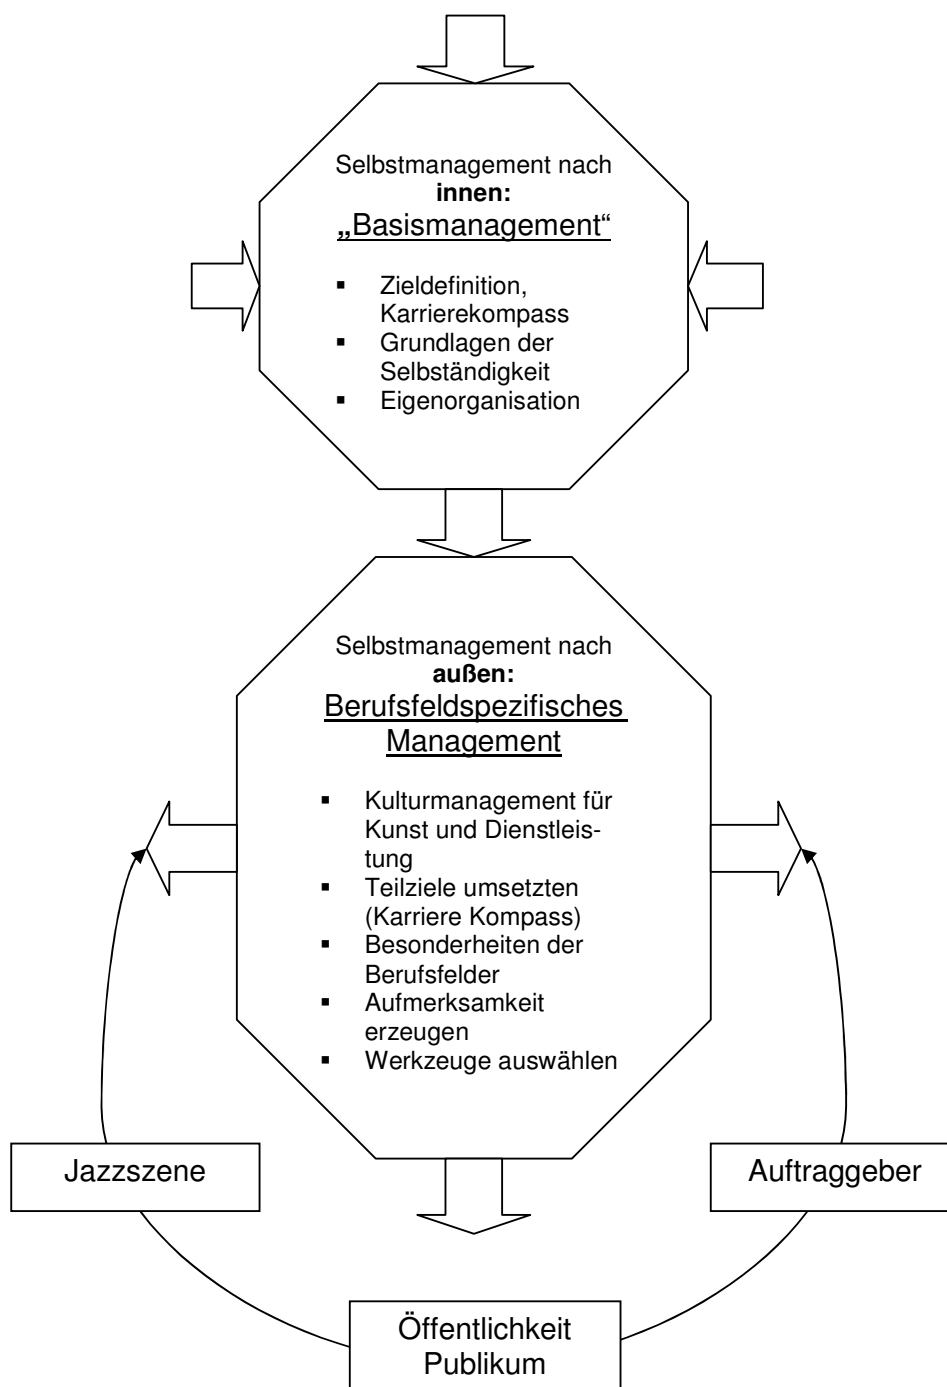 Selbstmanagement nach
innen:
„Basismanagement“
▪ Zieldefinition,
Karrierekompass
▪ Grundlagen der
Selbständigkeit
▪ Eigenorganisation
Selbstmanagement nach
außen:
Berufsfeldspezifisches
Management
▪ Kulturmanagement für
Kunst und Dienstleis-
tung
▪ Teilziele umsetzten
(Karriere Kompass)
▪ Besonderheiten der
Berufsfelder
▪ Aufmerksamkeit
erzeugen
▪ Werkzeuge auswählen
Jazzszene
Auftraggeber
Öffentlichkeit
Publikum